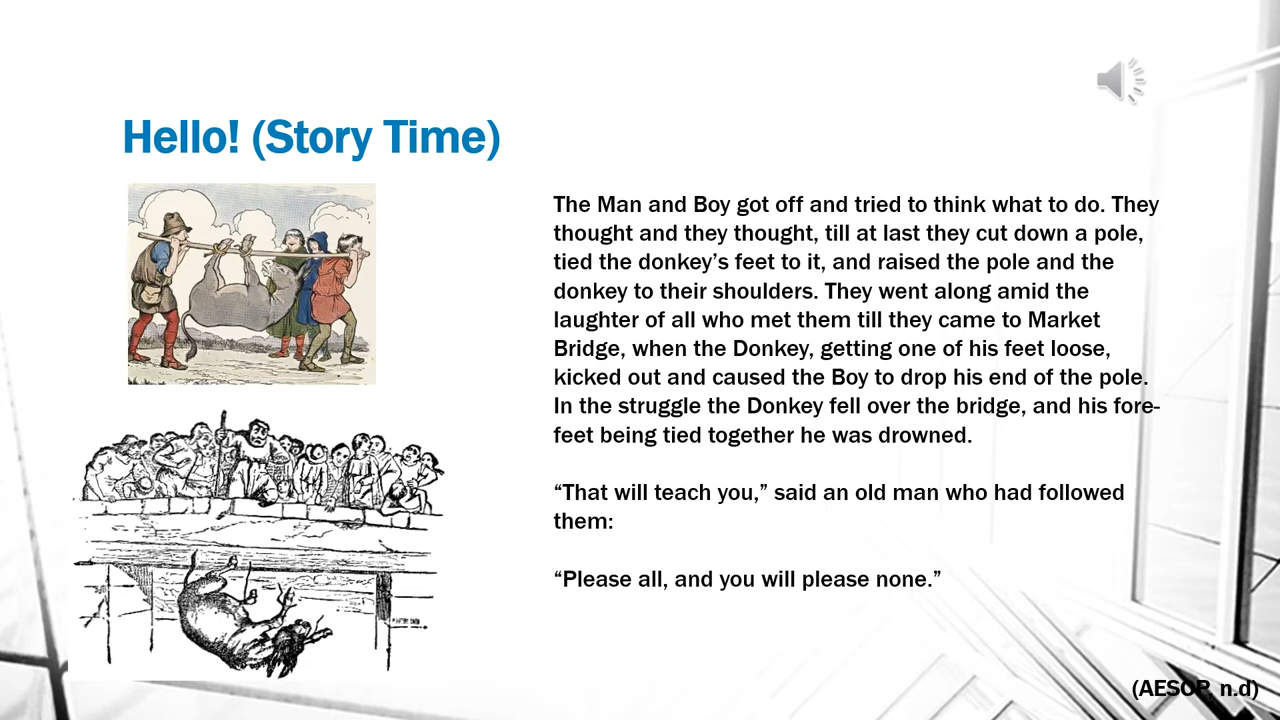 Hello! (Story Time)
The Man and Boy got off and tried to think what to do. They
thought and they thought, till at last they cut down a pole,
tied the donkey’s feet to it, and raised the pole and the
donkey to their shoulders. They went along amid the
laughter of all who met them till they came to Market
Bridge, when the Donkey, getting one of his feet loose,
kicked out and caused the Boy to drop his end of the pole.
In the struggle the Donkey fell over the bridge, and his fore-
feet being tied together he was drowned.
“That will teach you,” said an old man who had followed
them:
“Please all, and you will please none.”
(AESOP, n.d)